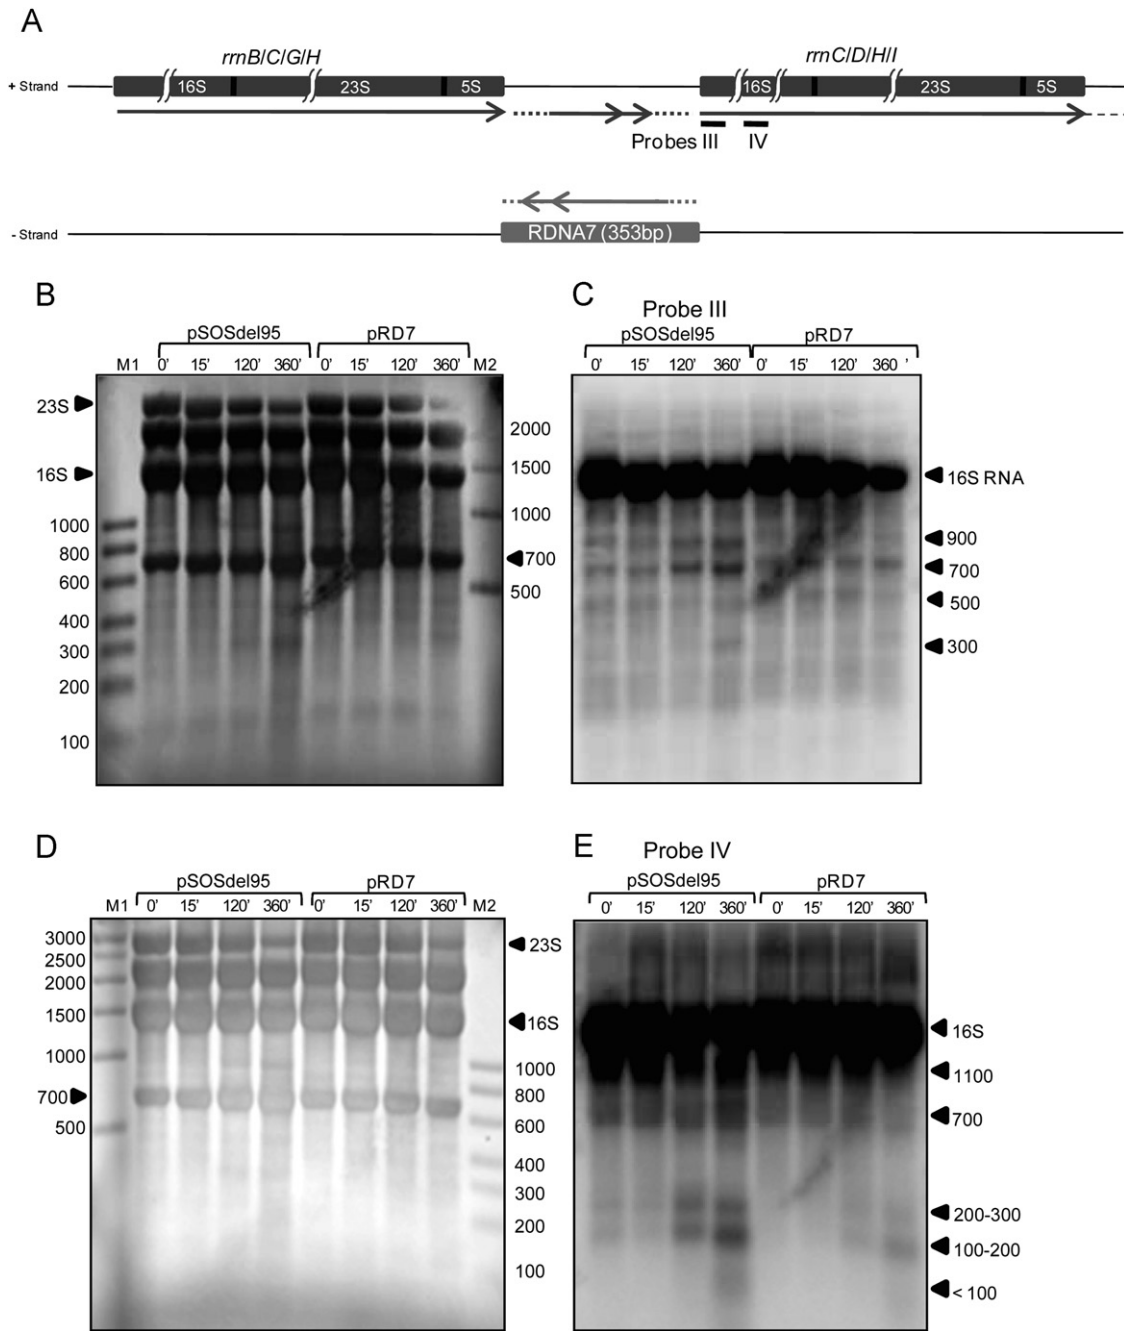 A
rrnB/C/G/H
rrnC/D/H/I
+ Strand
16S
23S
5S
16S
23S
5S
Probes III
IV
- Strand
RDNA7 (353bp)
B
pSOSdel95
pRD7
M1 0' 15' 120' 360' 0' 15' 120' 360' M2
23S
16S
1000
800
600
400
300
200
100
2000
1500
1000
700
500
C
Probe III
pSOSdel95
pRD7
0' 15' 120' 360' 0' 15' 120' 360 '
16S RNA
900
700
500
300
D
pSOSdel95
pRD7
M1 0' 15' 120' 360' 0' 15' 120' 360' M2
3000
2500
2000
1500
1000
700
500
23S
16S
1000
800
600
400
300
200
100
E
Probe IV
pSOSdel95
pRD7
0' 15' 120' 360' 0' 15' 120' 360'
16S
1100
700
200-300
100-200
< 100